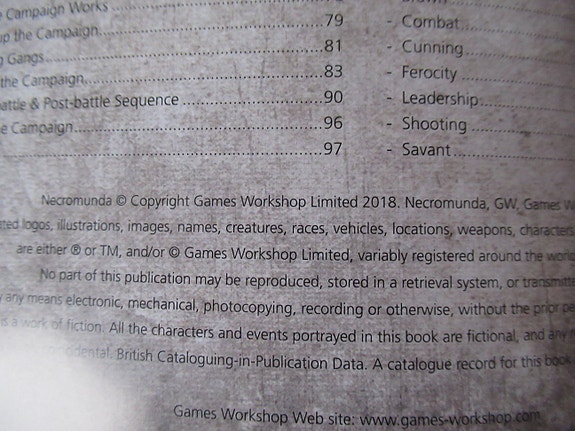 Campaign Works
up the Campaign ........ 79
g Gangs ........ 81
the Campaign ........ 83
attle & Post-battle Sequence ........ 90
e Campaign ........ 96
........ 97
- Combat ........
- Cunning ........
- Ferocity ........
- Leadership ........
- Shooting ........
- Savant ........
Necromunda © Copyright Games Workshop Limited 2018. Necromunda, GW, Games W
ted logos, illustrations, images, names, creatures, races, vehicles, locations, weapons, characters
are either ® or TM, and/or © Games Workshop Limited, variably registered around the world
No part of this publication may be reproduced, stored in a retrieval system, or transmitte
y any means electronic, mechanical, photocopying, recording or otherwise, without the prior pe
is a work of fiction. All the characters and events portrayed in this book are fictional, and any
British Cataloguing-in-Publication Data. A catalogue record for this book
Games Workshop Web site: www.games-workshop.com